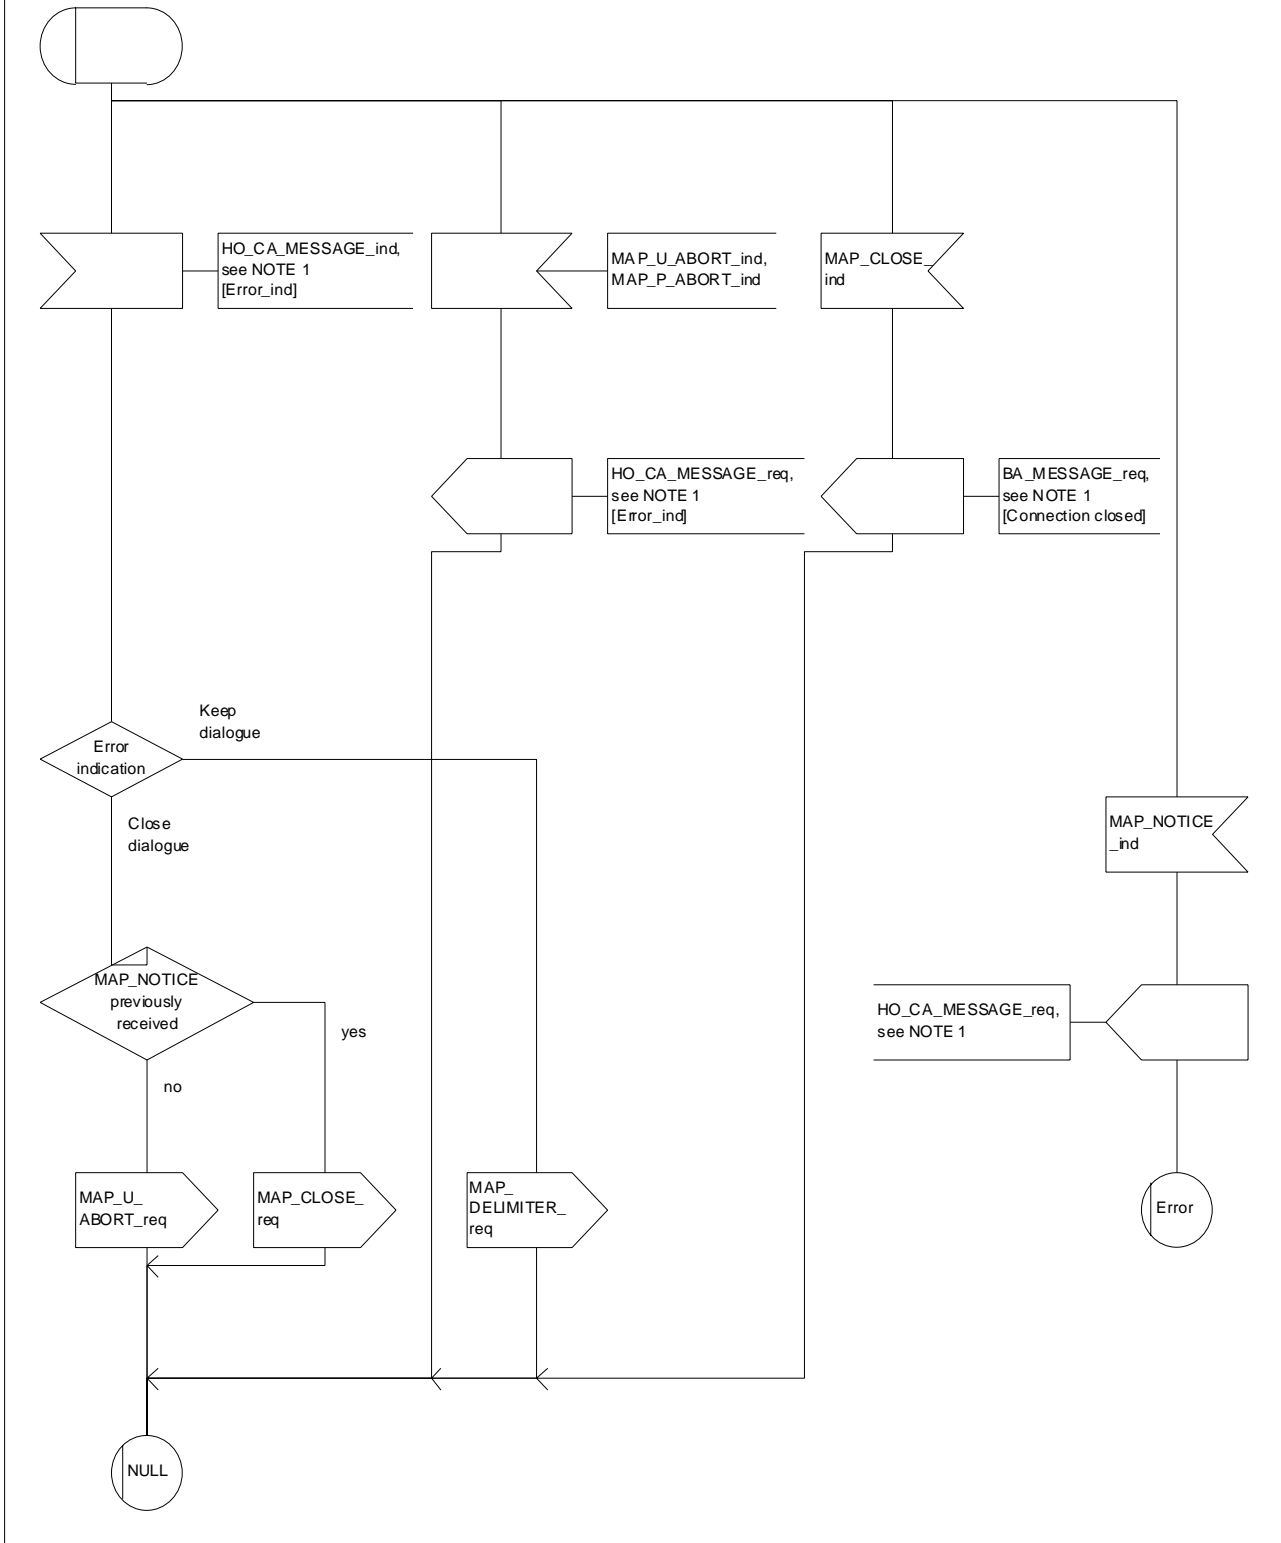 HO_CA_MESSAGE_ind,
see NOTE 1
[Error_ind]
MAP_U_ABORT_ind,
MAP_P_ABORT_ind
MAP_CLOSE_
ind
HO_CA_MESSAGE_req,
see NOTE 1
[Error_ind]
BA_MESSAGE_req,
see NOTE 1
[Connection closed]
Keep
dialogue
Error
indication
Close
dialogue
MAP_NOTICE
_ind
MAP_NOTICE
previously
received
yes
no
HO_CA_MESSAGE_req,
see NOTE 1
MAP_U_
ABORT_req
MAP_CLOSE_
req
MAP_
DELIMITER_
req
Error
NULL